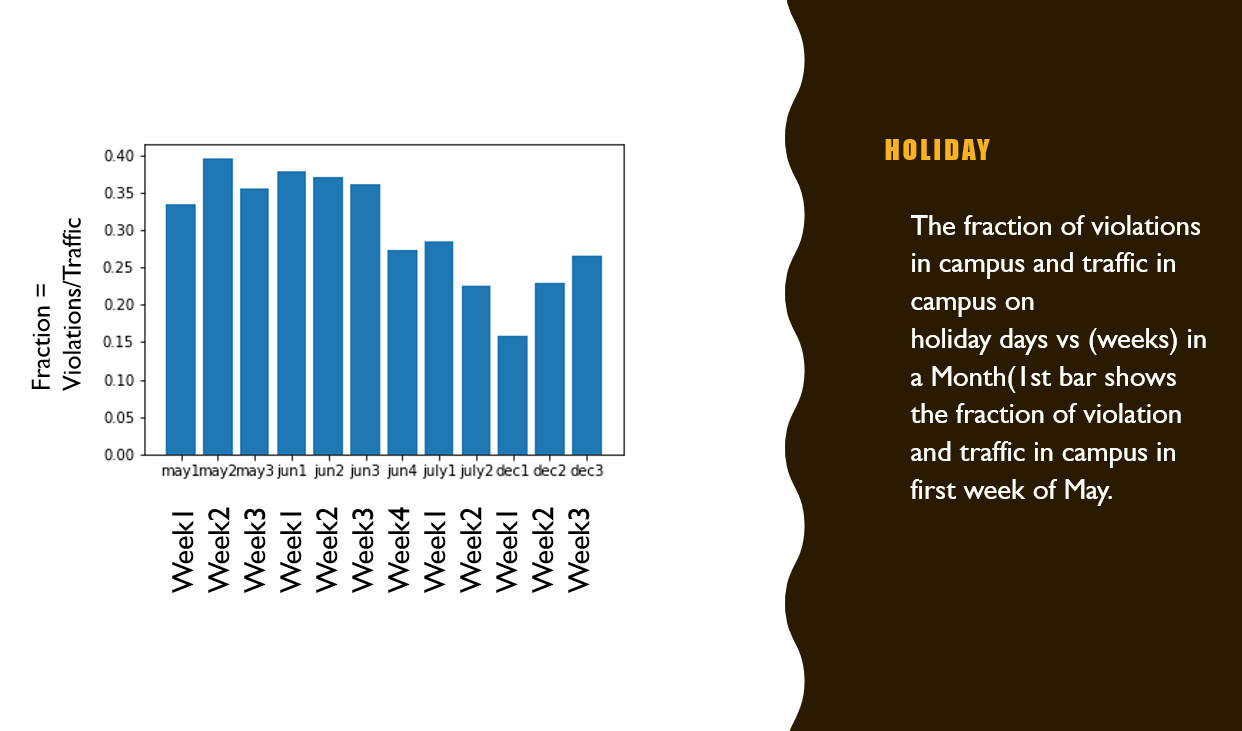 Fraction =
Violations/Traffic
0.40
0.35
0.30
0.25
0.20
0.15
0.10
0.05
0.00
may1 may2 may3 jun1 jun2 jun3 jun4 july1 july2 dec1 dec2 dec3
Week1 Week2 Week3 Week1 Week2 Week3 Week4 Week1 Week2 Week1 Week2 Week3
HOLIDAY
The fraction of violations
in campus and traffic in
campus on
holiday days vs (weeks) in
a Month(1st bar shows
the fraction of violation
and traffic in campus in
first week of May.